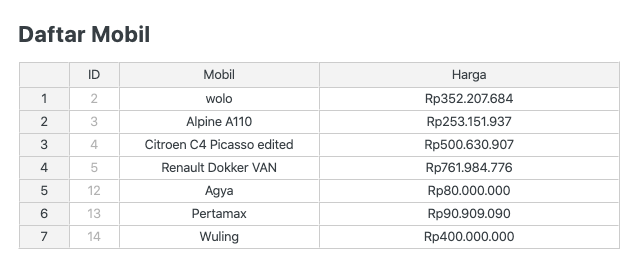 Daftar Mobil
ID Mobil Harga
1 2 wolo Rp352.207.684
2 3 Alpine A110 Rp253.151.937
3 4 Citroen C4 Picasso edited Rp500.630.907
4 5 Renault Dokker VAN Rp761.984.776
5 12 Agya Rp80.000.000
6 13 Pertamax Rp90.909.090
7 14 Wuling Rp400.000.000